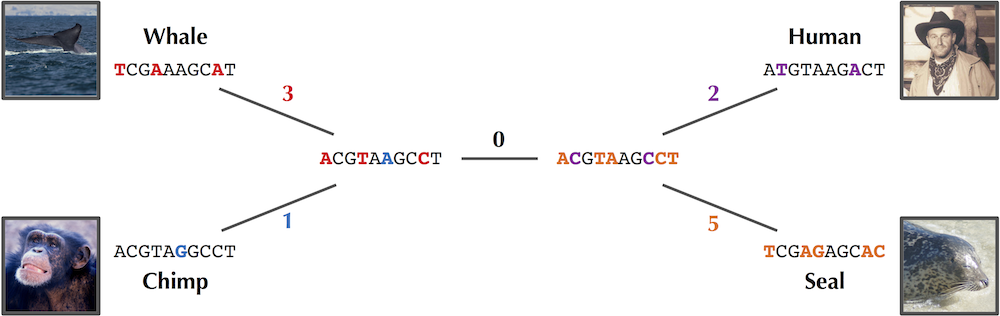 Whale
TCGAAAGCAT
3
Human
ATGTAAGACT
2
ACGTAAGCCT
0
ACGTAAGCCT
1
ACGTAGGCCT
Chimp
5
TCGAGAGCAC
Seal